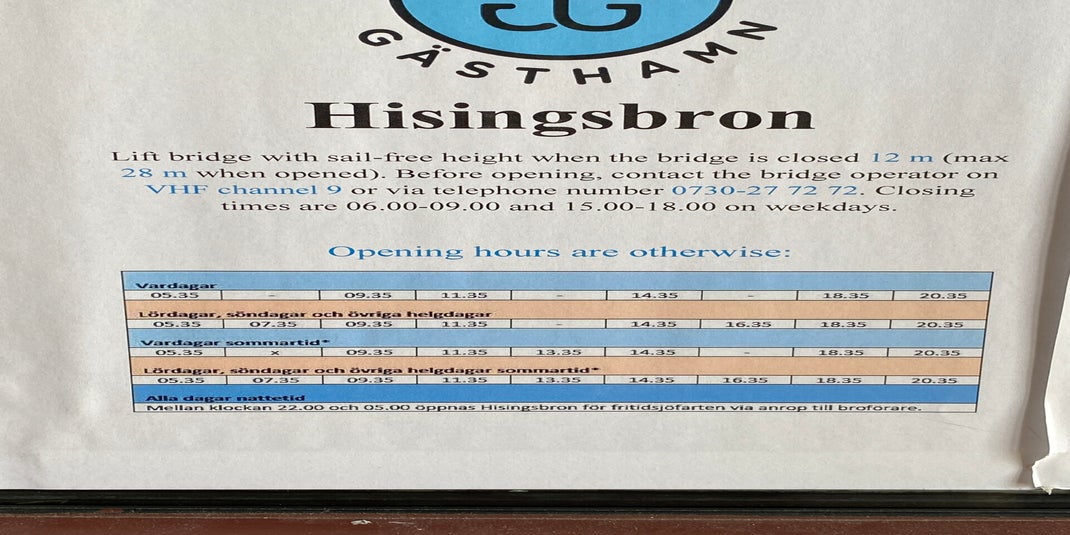 GG
GÄSTHAMN
Hisingsbron
Lift bridge with sail-free height when the bridge is closed 12 m (max
28 m when opened). Before opening, contact the bridge operator on
VHF channel 9 or via telephone number 0730-27 72 72. Closing
times are 06.00-09.00 and 15.00-18.00 on weekdays.
Opening hours are otherwise:
Vardagar
05.35 - 09.35 11.35 - 14.35 - 18.35 20.35
Lördagar, söndagar och övriga helgdagar
05.35 07.35 09.35 11.35 - 14.35 16.35 18.35 20.35
Vardagar sommartid*
05.35 x 09.35 11.35 13.35 14.35 - 18.35 20.35
Lördagar, söndagar och övriga helgdagar sommartid*
05.35 07.35 09.35 11.35 13.35 14.35 16.35 18.35 20.35
Alla dagar nattetid
Mellan klockan 22.00 och 05.00 öppnas Hisingsbron för fritidsjöfarten via anrop till broförare.